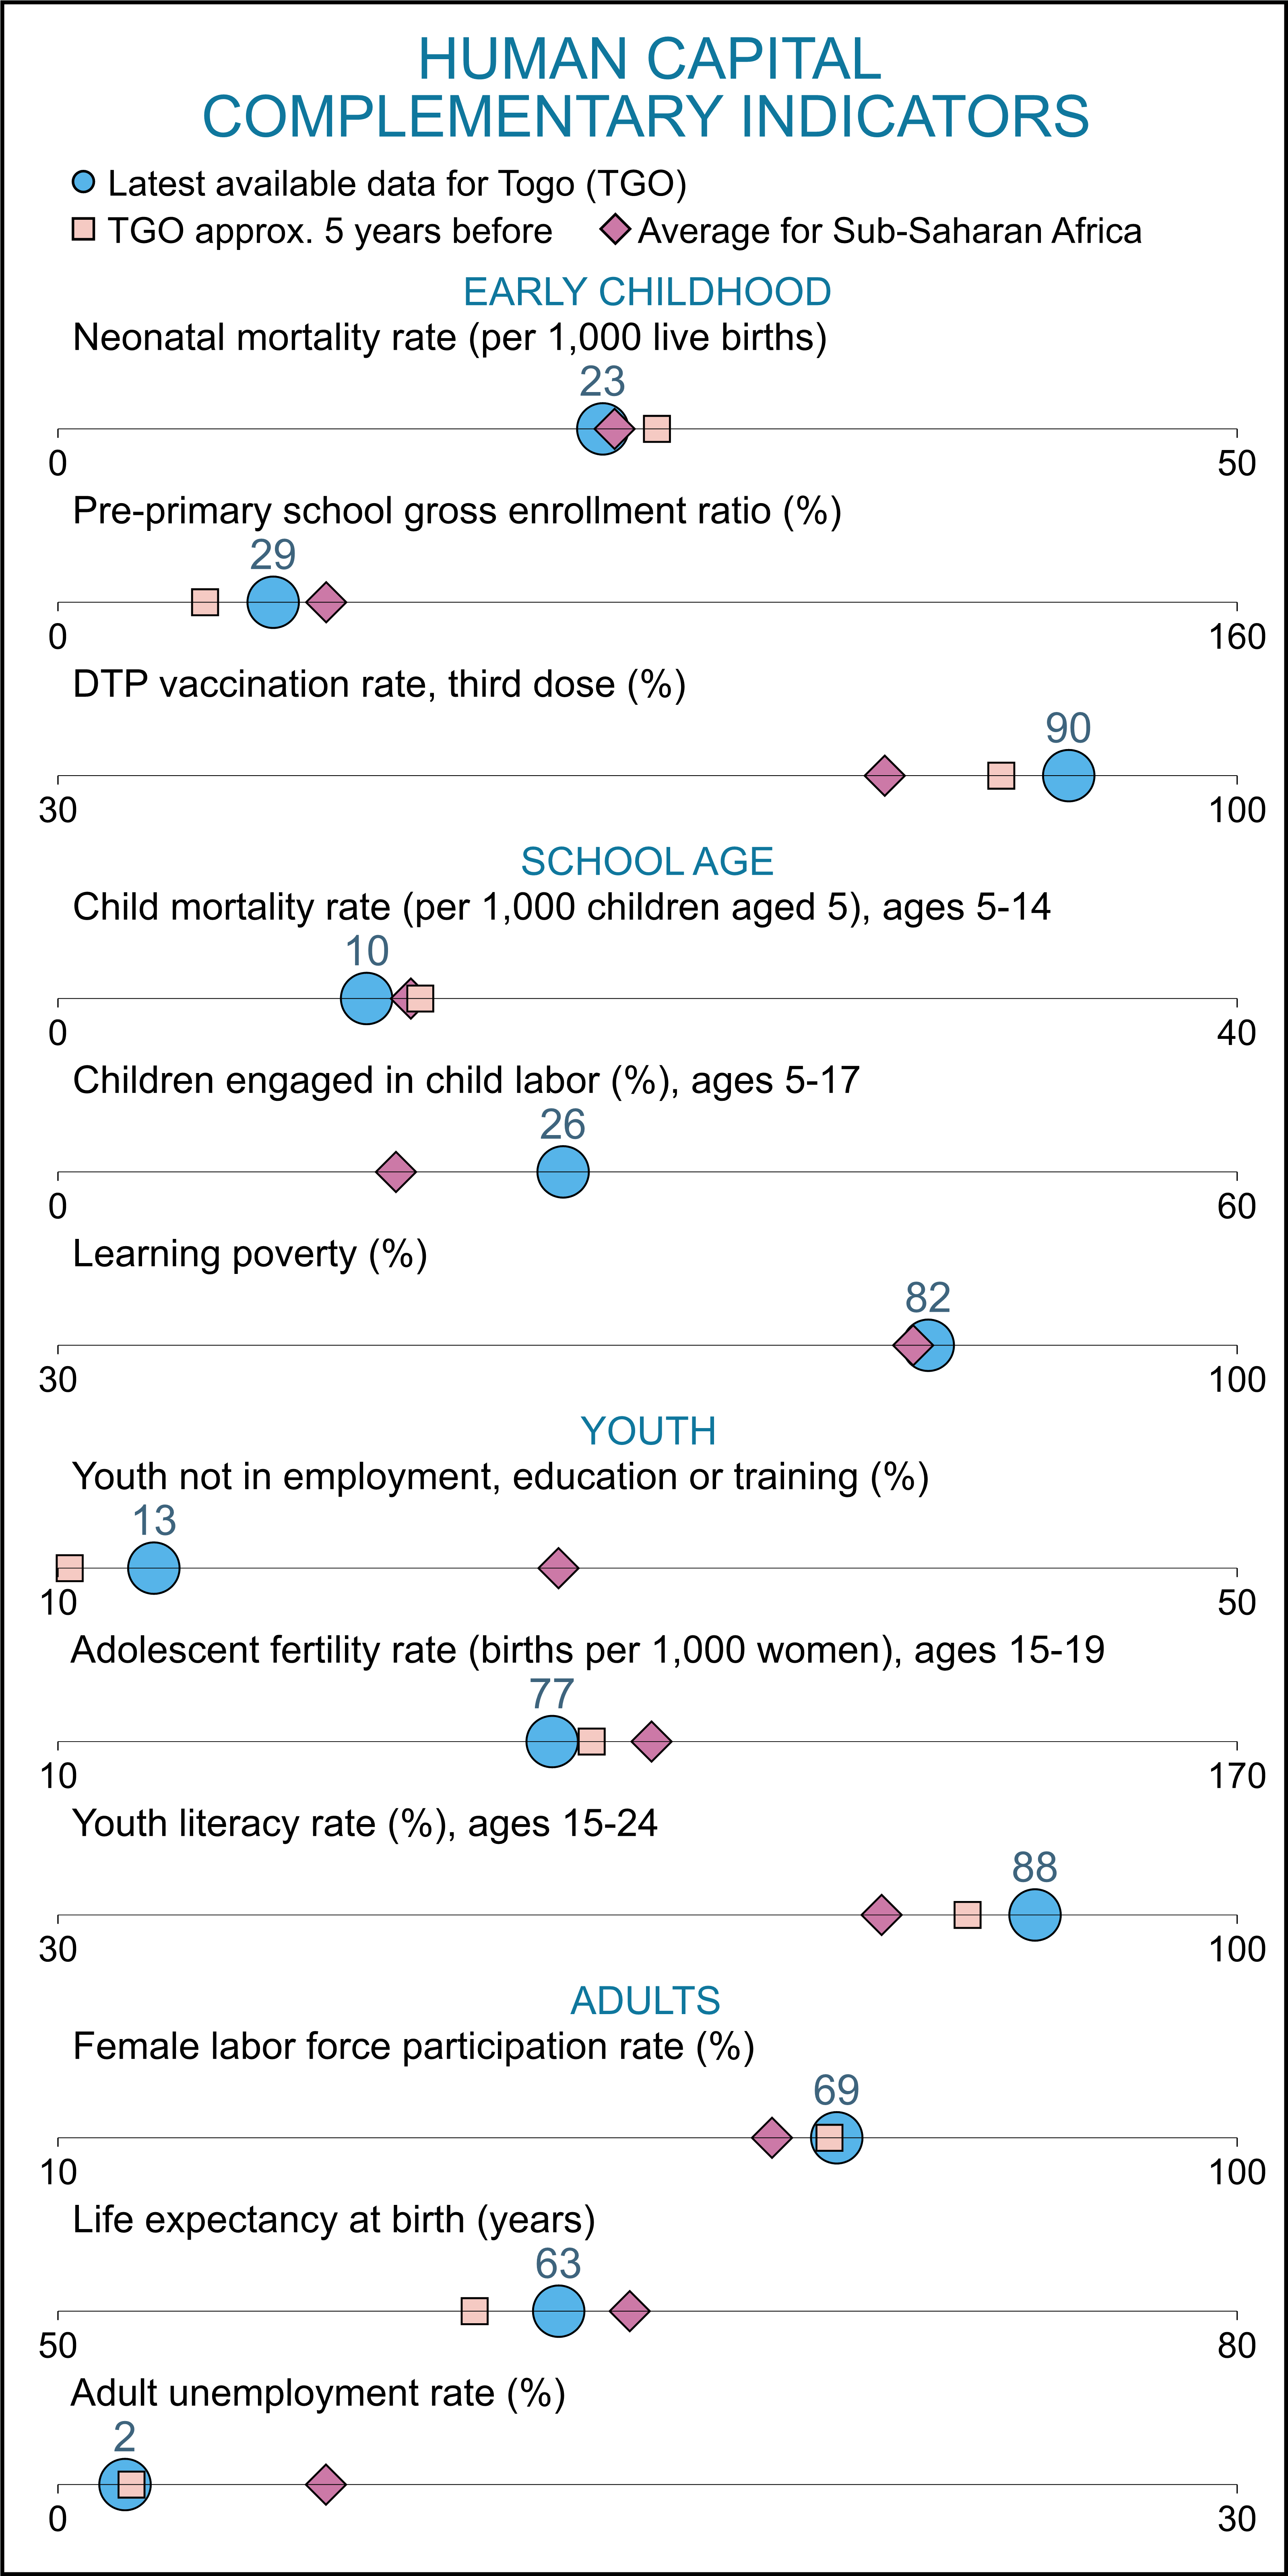 HUMAN CAPITAL
COMPLEMENTARY INDICATORS
Latest available data for Togo (TGO)
TGO approx. 5 years before Average for Sub-Saharan Africa
EARLY CHILDHOOD
Neonatal mortality rate (per 1,000 live births)
23
0 50
Pre-primary school gross enrollment ratio (%)
29
0 160
DTP vaccination rate, third dose (%)
90
30 100
SCHOOL AGE
Child mortality rate (per 1,000 children aged 5), ages 5-14
10
0 40
Children engaged in child labor (%), ages 5-17
26
0 60
Learning poverty (%)
82
30 100
YOUTH
Youth not in employment, education or training (%)
13
10 50
Adolescent fertility rate (births per 1,000 women), ages 15-19
77
10 170
Youth literacy rate (%), ages 15-24
88
30 100
ADULTS
Female labor force participation rate (%)
69
10 100
Life expectancy at birth (years)
63
50 80
Adult unemployment rate (%)
2
0 30